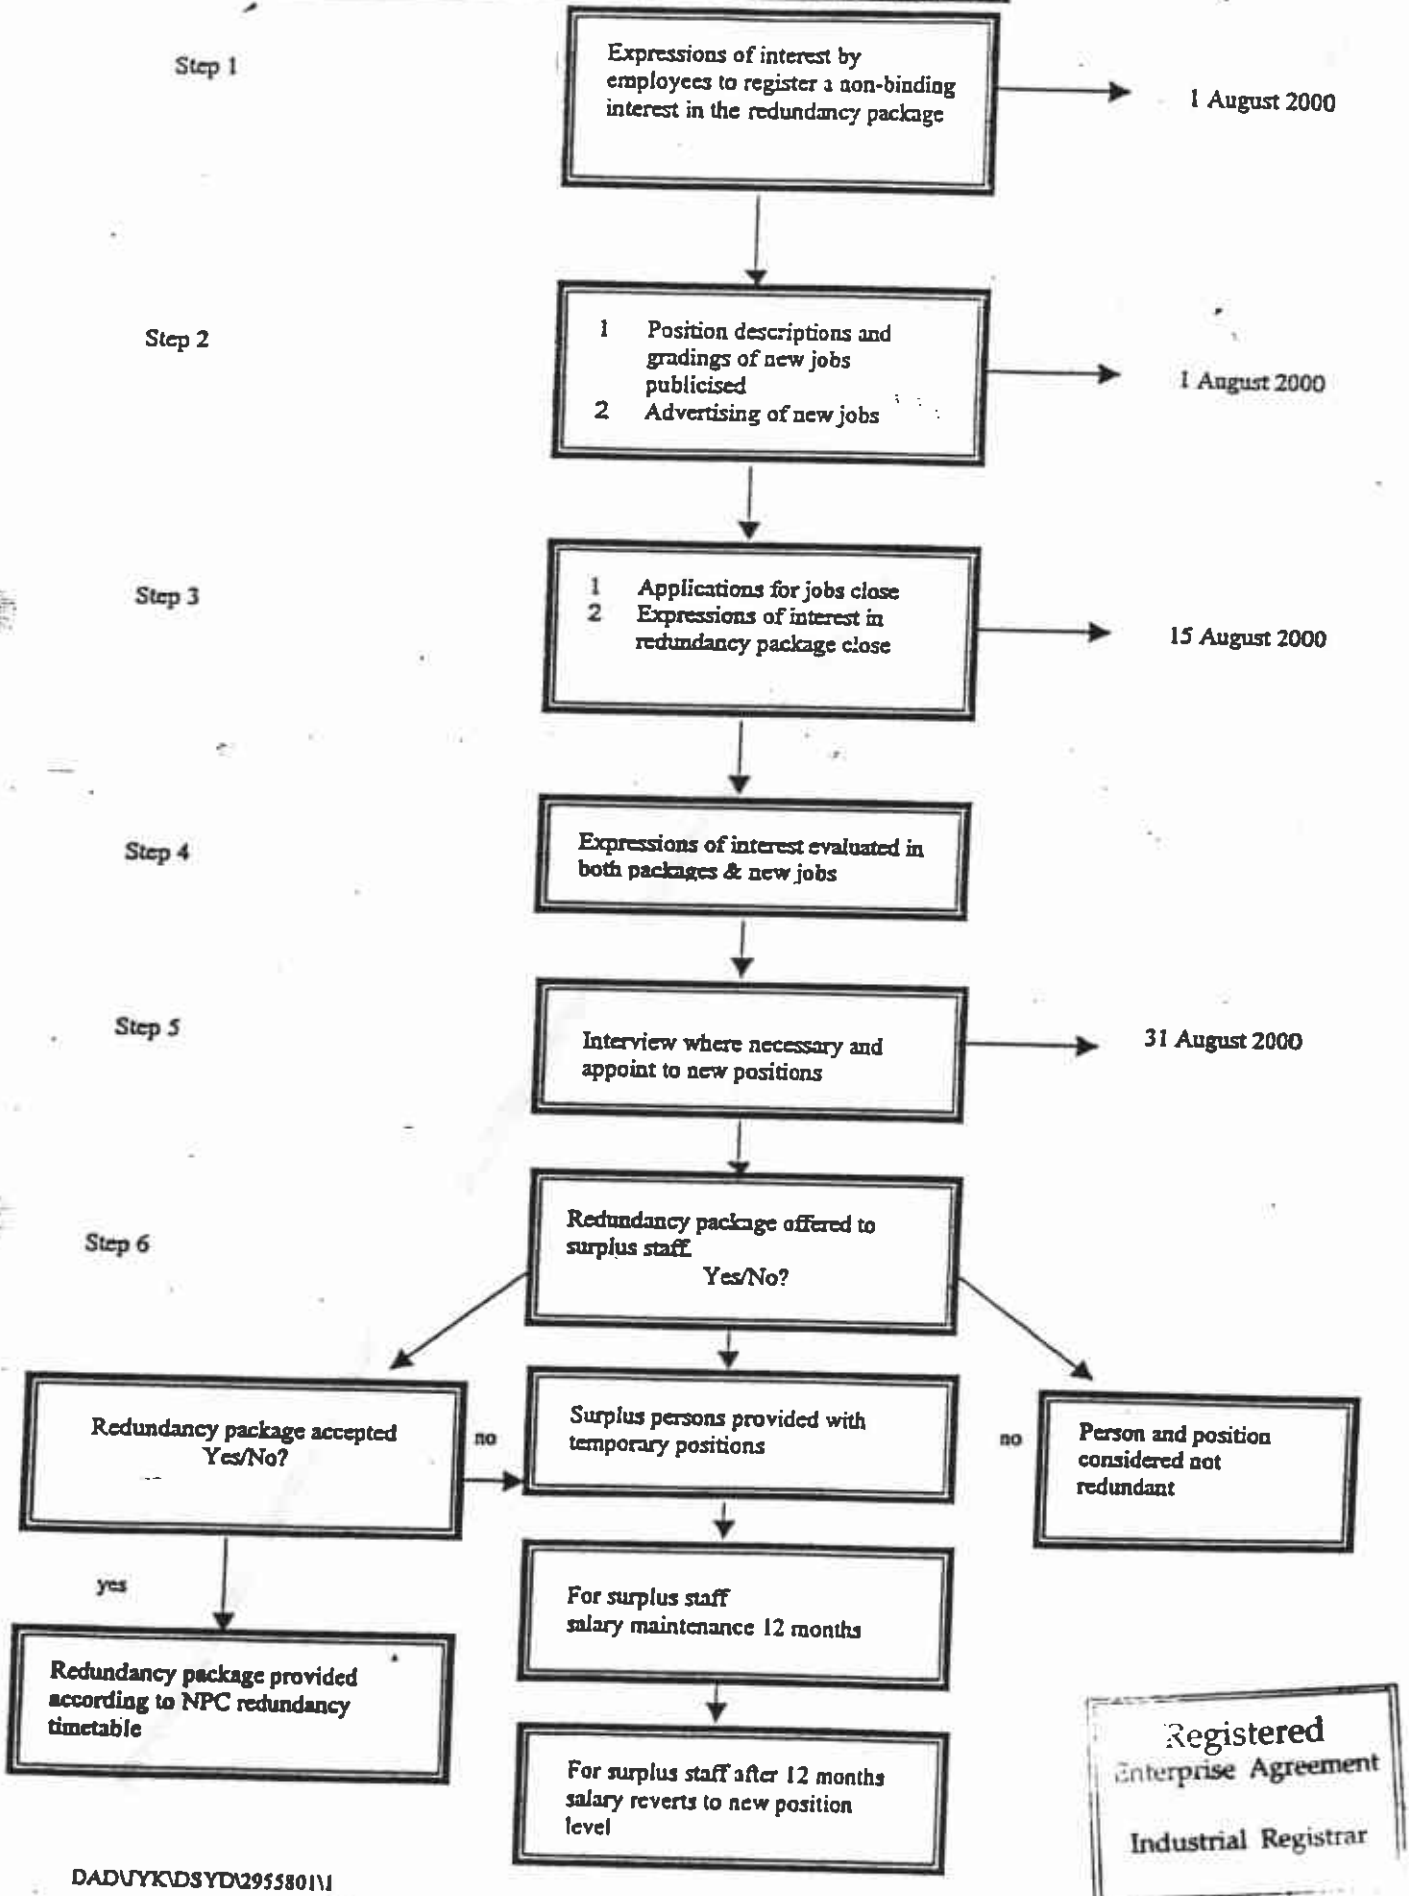 Step 1
Expressions of interest by
employees to register a non-binding
interest in the redundancy package
1 August 2000
Step 2
1 Position descriptions and
gradings of new jobs
publicised
2 Advertising of new jobs
1 August 2000
Step 3
1 Applications for jobs close
2 Expressions of interest in
redundancy package close
15 August 2000
Step 4
Expressions of interest evaluated in
both packages & new jobs
Step 5
Interview where necessary and
appoint to new positions
31 August 2000
Step 6
Redundancy package offered to
surplus staff.
Yes/No?
Redundancy package accepted
Yes/No?
no
Surplus persons provided with
temporary positions
no
Person and position
considered not
redundant
yes
For surplus staff
salary maintenance 12 months
Redundancy package provided
according to NPC redundancy
timetable
For surplus staff after 12 months
salary reverts to new position
level
Registered
Enterprise Agreement
Industrial Registrar
DAD\JYK\DSYD\2955801\1